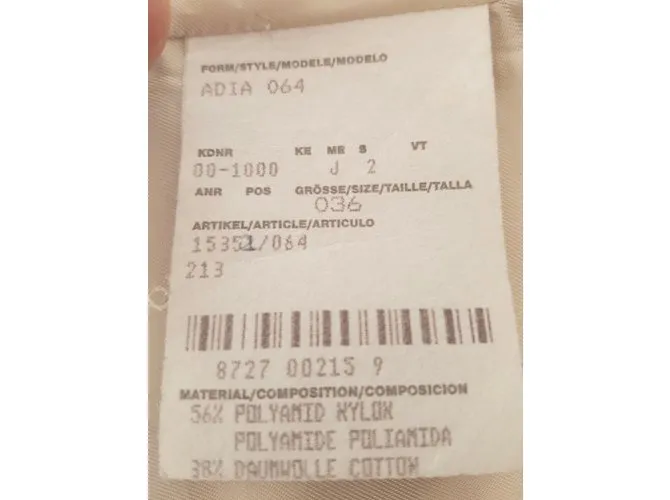 FORM/STYLE/MODELE/MODELO
ADIA 064
KDNR KE ME S VT
00-1000 J 2
ANR POS GRÖSSE/SIZE/TAILLE/TALLA
036
ARTIKEL/ARTICLE/ARTICULO
15352/064
213
8727 00215 9
MATERIAL/COMPOSITION/COMPOSICION
56% POLYAMID NYLON
POLYAMIDE POLIAMIDA
38% BAUMWOLLE COTTON